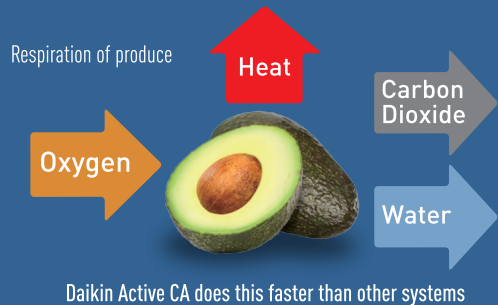 Respiration of produce
Heat
Carbon
Dioxide
Oxygen
Water
Daikin Active CA does this faster than other systems